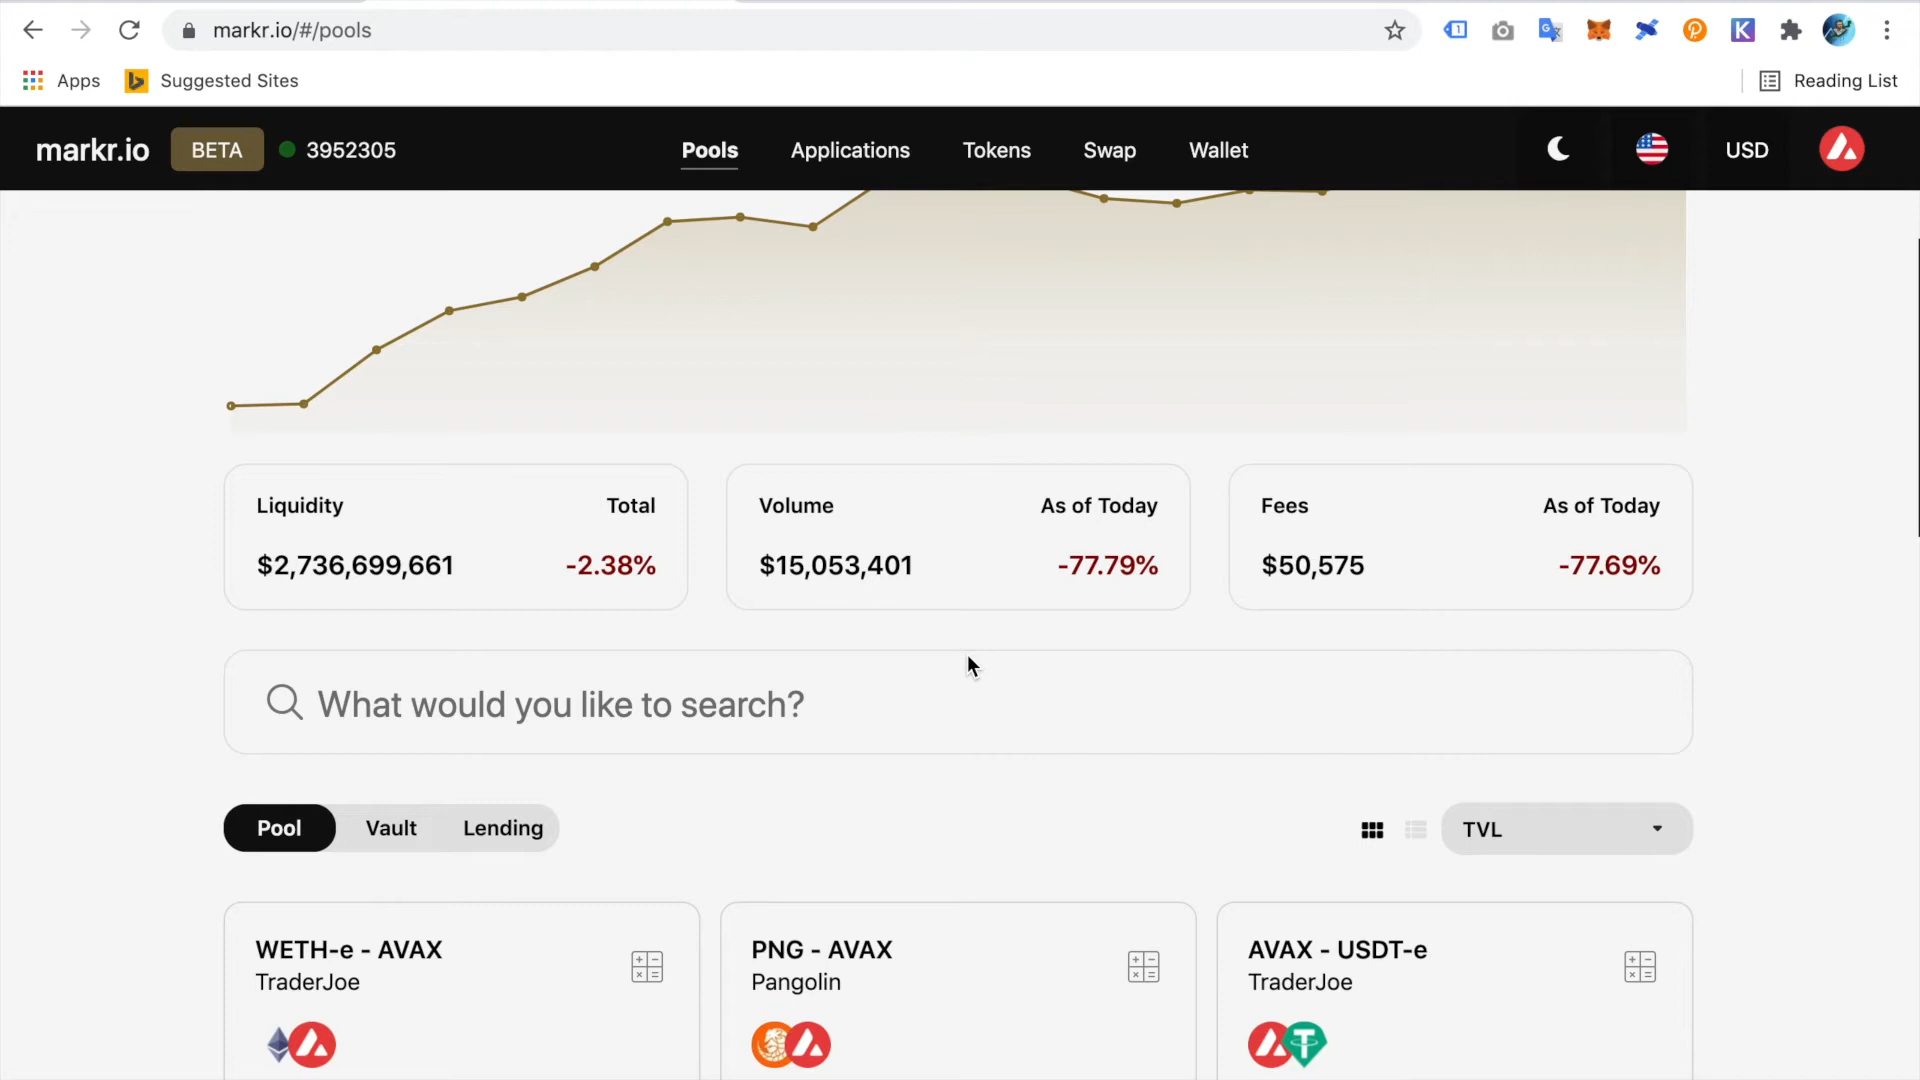 markr.io/#/pools
Apps
Suggested Sites
Reading List
markr.io
BETA
3952305
Pools
Applications
Tokens
Swap
Wallet
USD
Liquidity
Total
$2,736,699,661
-2.38%
Volume
As of Today
$15,053,401
-77.79%
Fees
As of Today
$50,575
-77.69%
What would you like to search?
Pool
Vault
Lending
TVL
WETH-e - AVAX
TraderJoe
PNG - AVAX
Pangolin
AVAX - USDT-e
TraderJoe